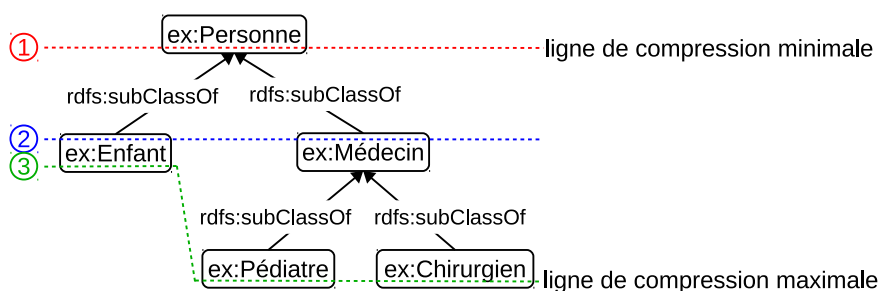 ex:Personne
① ligne de compression minimale
rdfs:subClassOf rdfs:subClassOf
②
ex:Enfant ex:Médecin
③
rdfs:subClassOf rdfs:subClassOf
ex:Pédiatre ex:Chirurgien
ligne de compression maximale